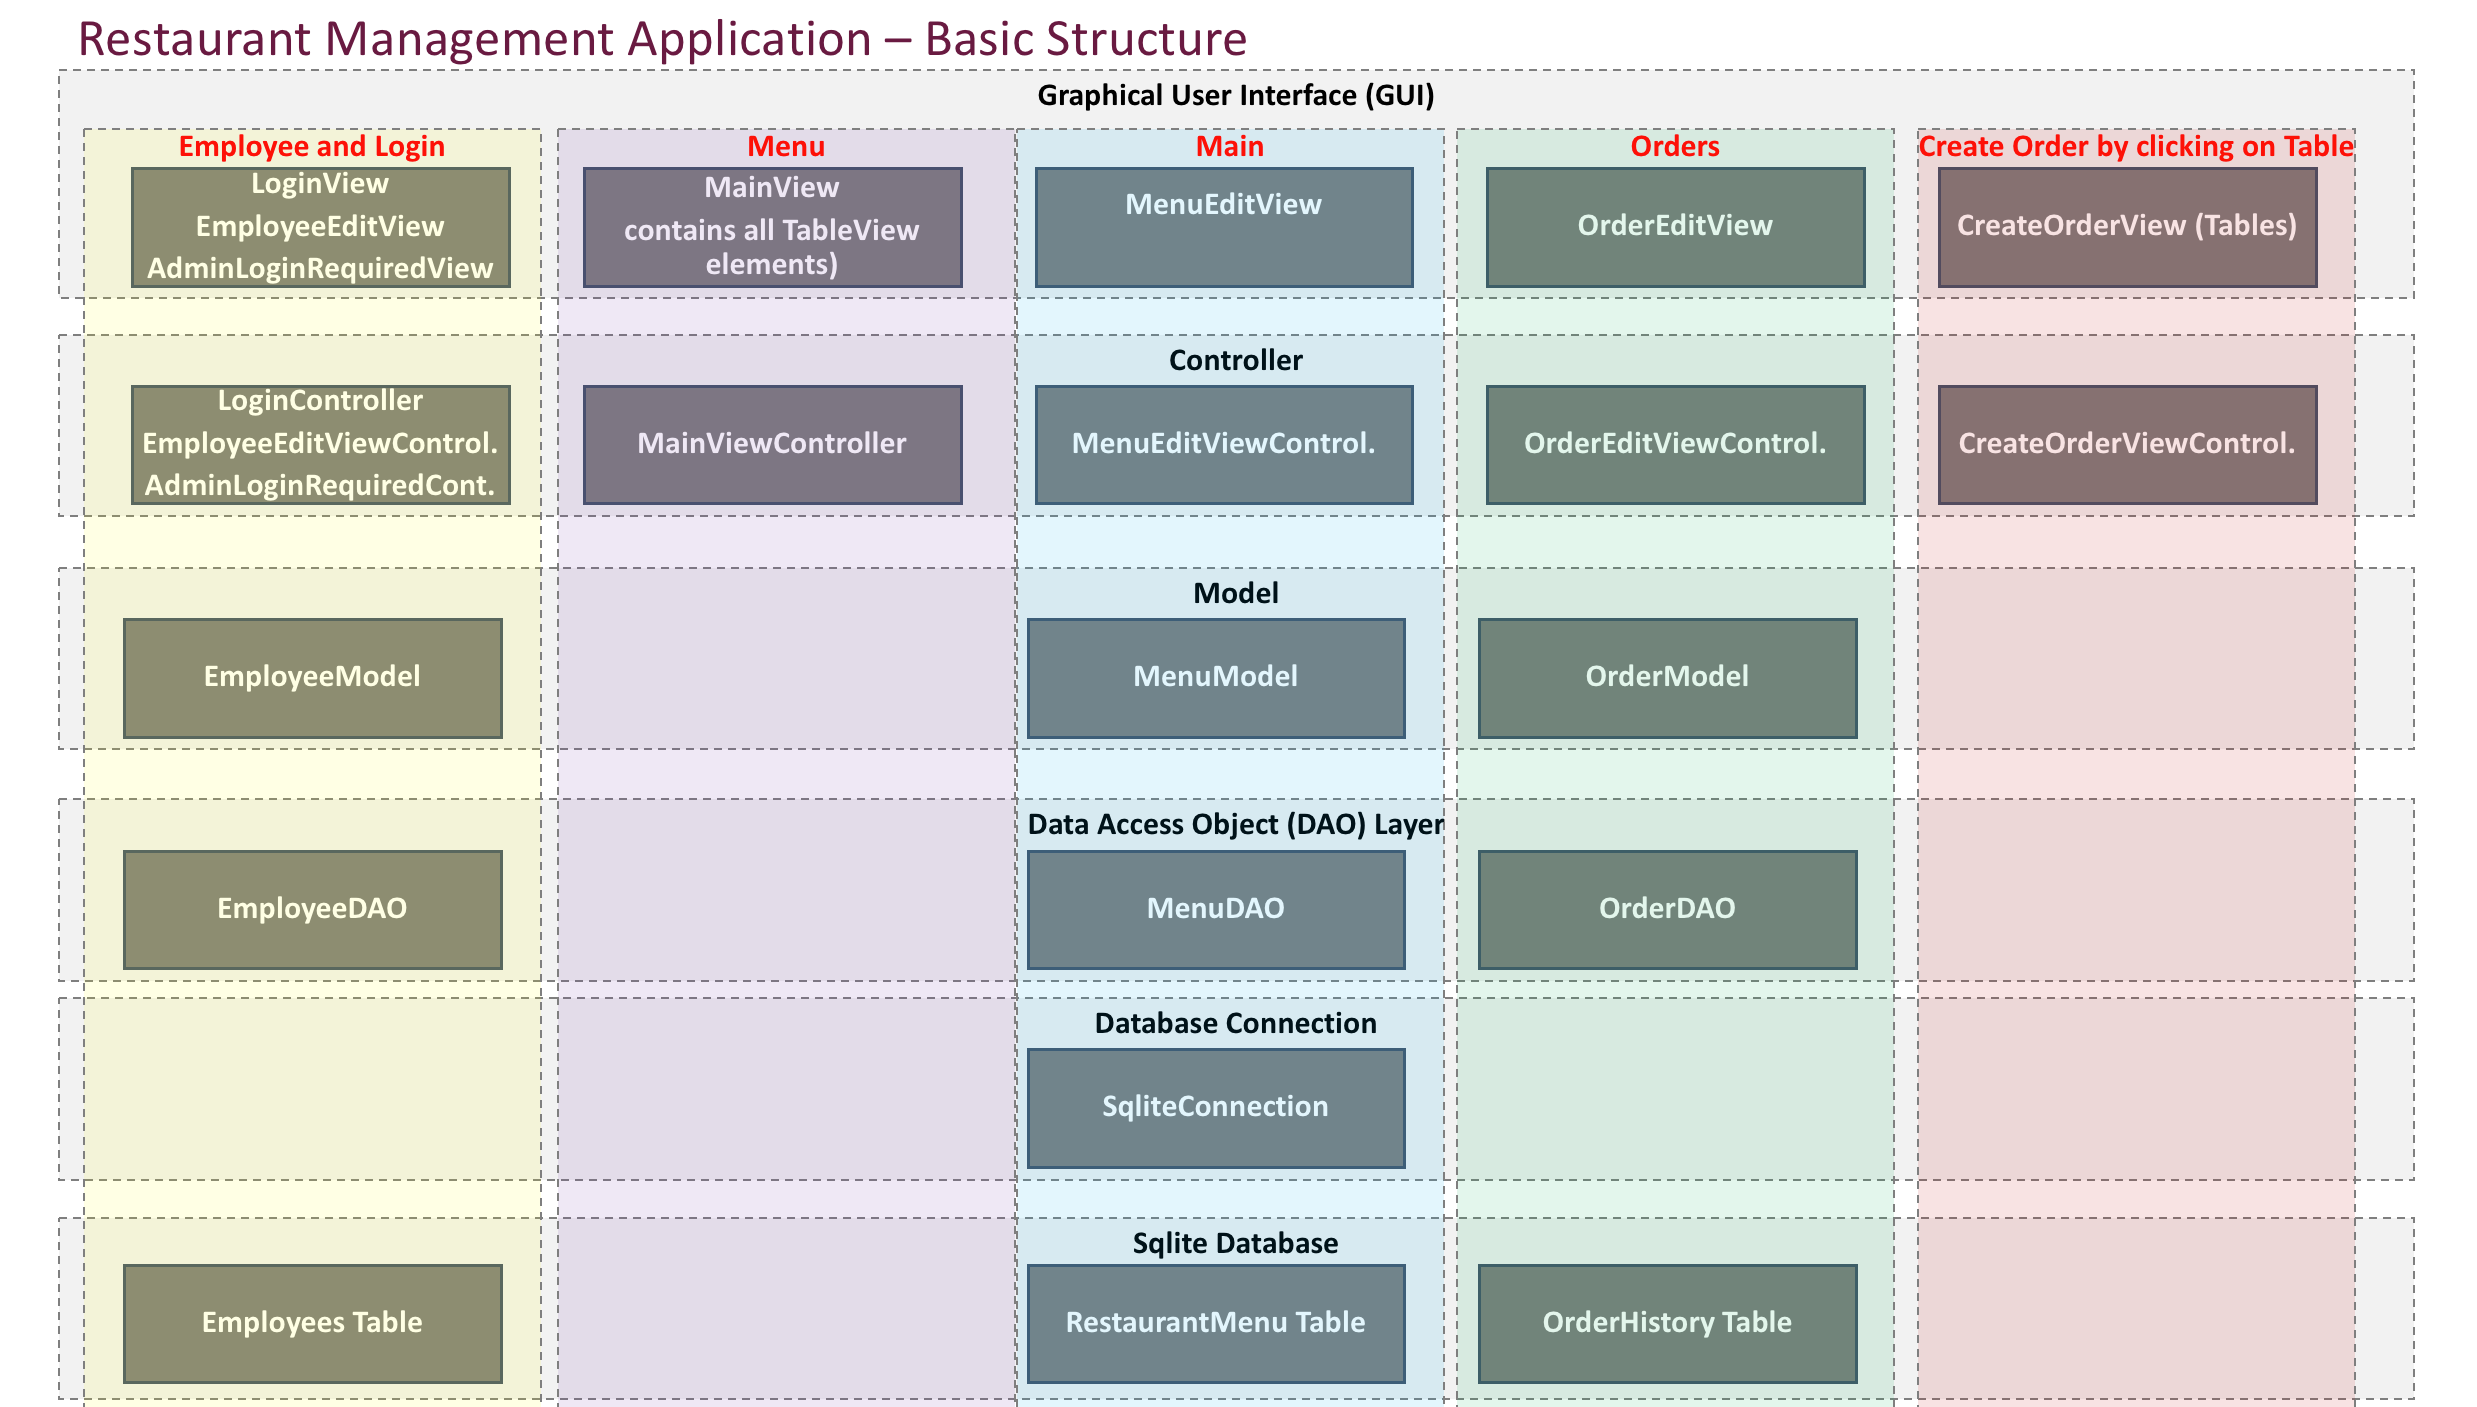 Restaurant Management Application – Basic Structure
Graphical User Interface (GUI)
Employee and Login
Menu
Main
Orders
Create Order by clicking on Table
LoginView
EmployeeEditView
AdminLoginRequiredView
MainView
contains all TableView
elements)
MenuEditView
OrderEditView
CreateOrderView (Tables)
Controller
LoginController
EmployeeEditViewControl.
AdminLoginRequiredCont.
MainViewController
MenuEditViewControl.
OrderEditViewControl.
CreateOrderViewControl.
Model
EmployeeModel
MenuModel
OrderModel
Data Access Object (DAO) Layer
EmployeeDAO
MenuDAO
OrderDAO
Database Connection
SqliteConnection
Sqlite Database
Employees Table
RestaurantMenu Table
OrderHistory Table